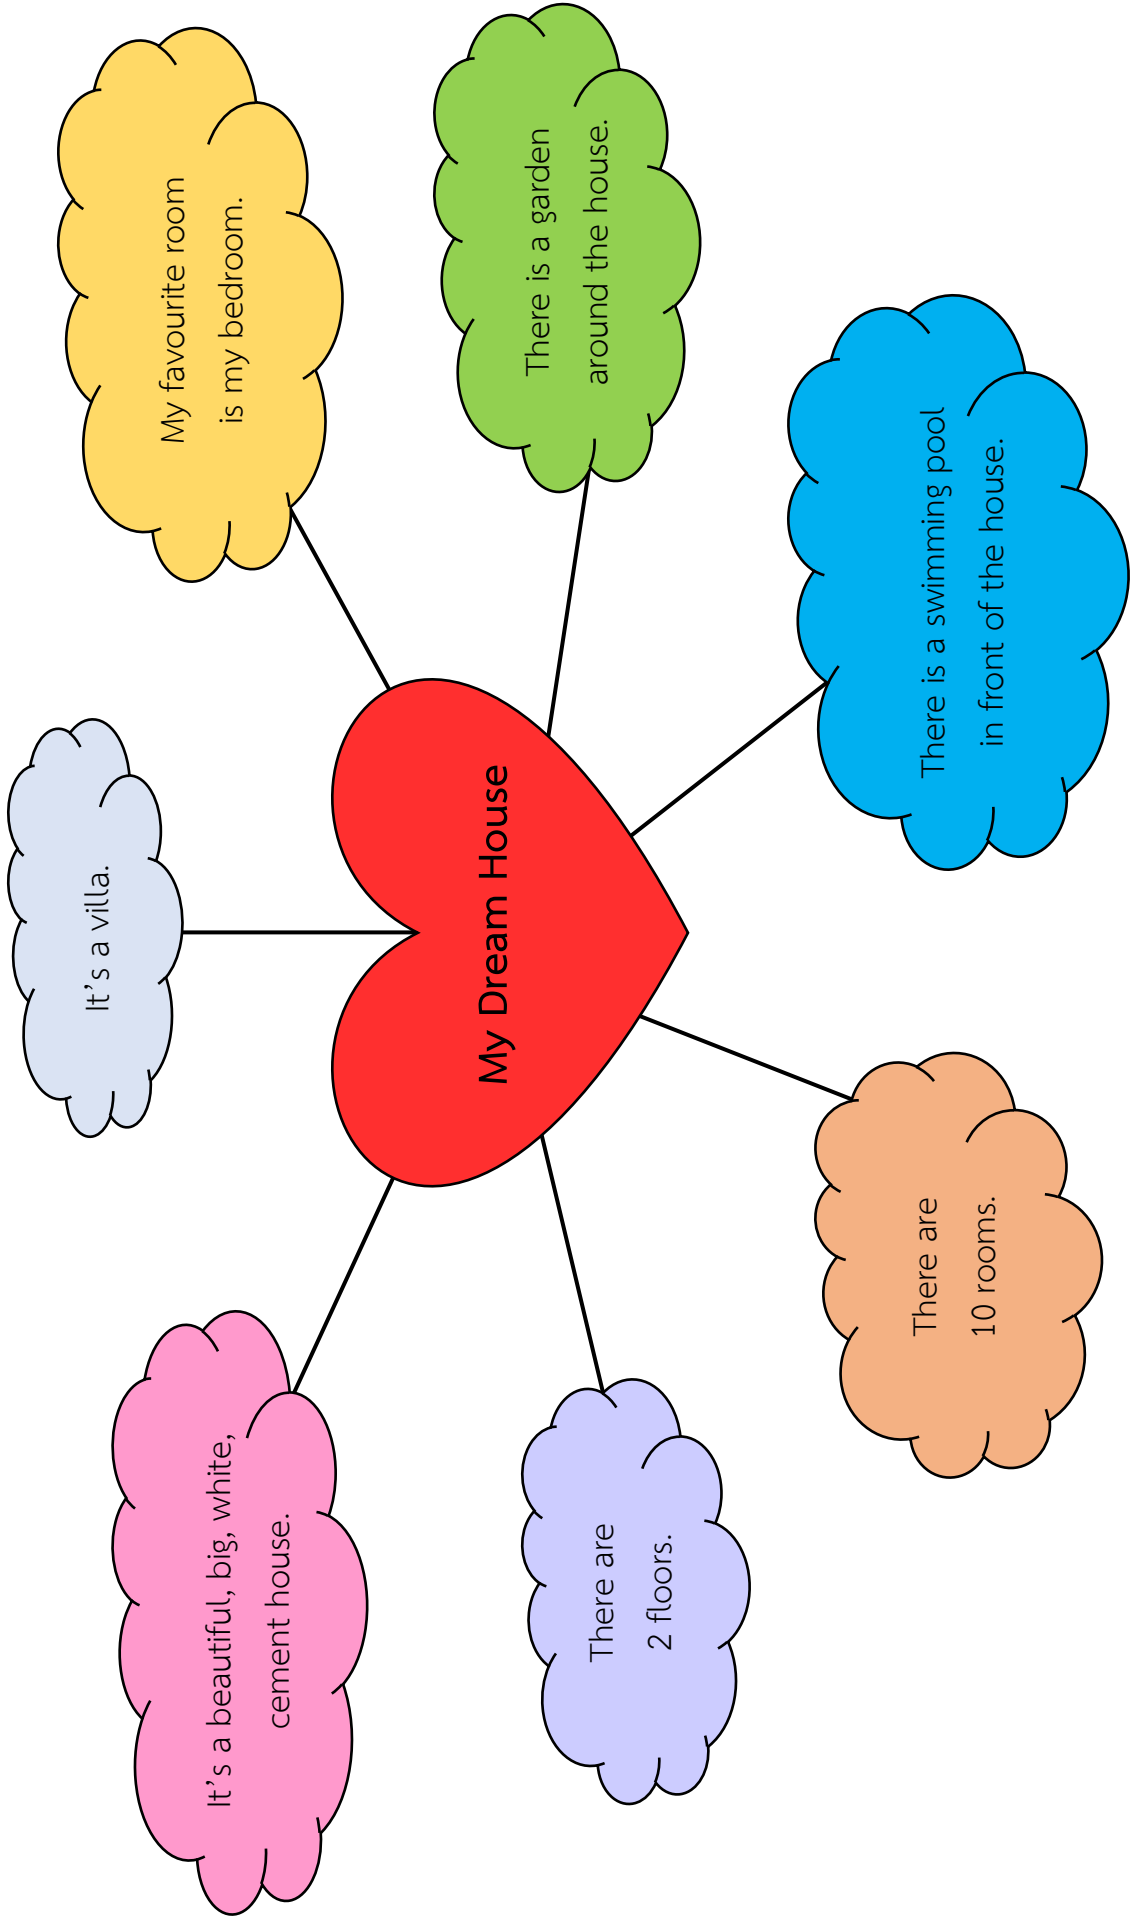 It's a villa.
My favourite room
is my bedroom.
There is a garden
around the house.
There is a swimming pool
in front of the house.
There are
10 rooms.
There are
2 floors.
It's a beautiful, big, white,
cement house.
My Dream House